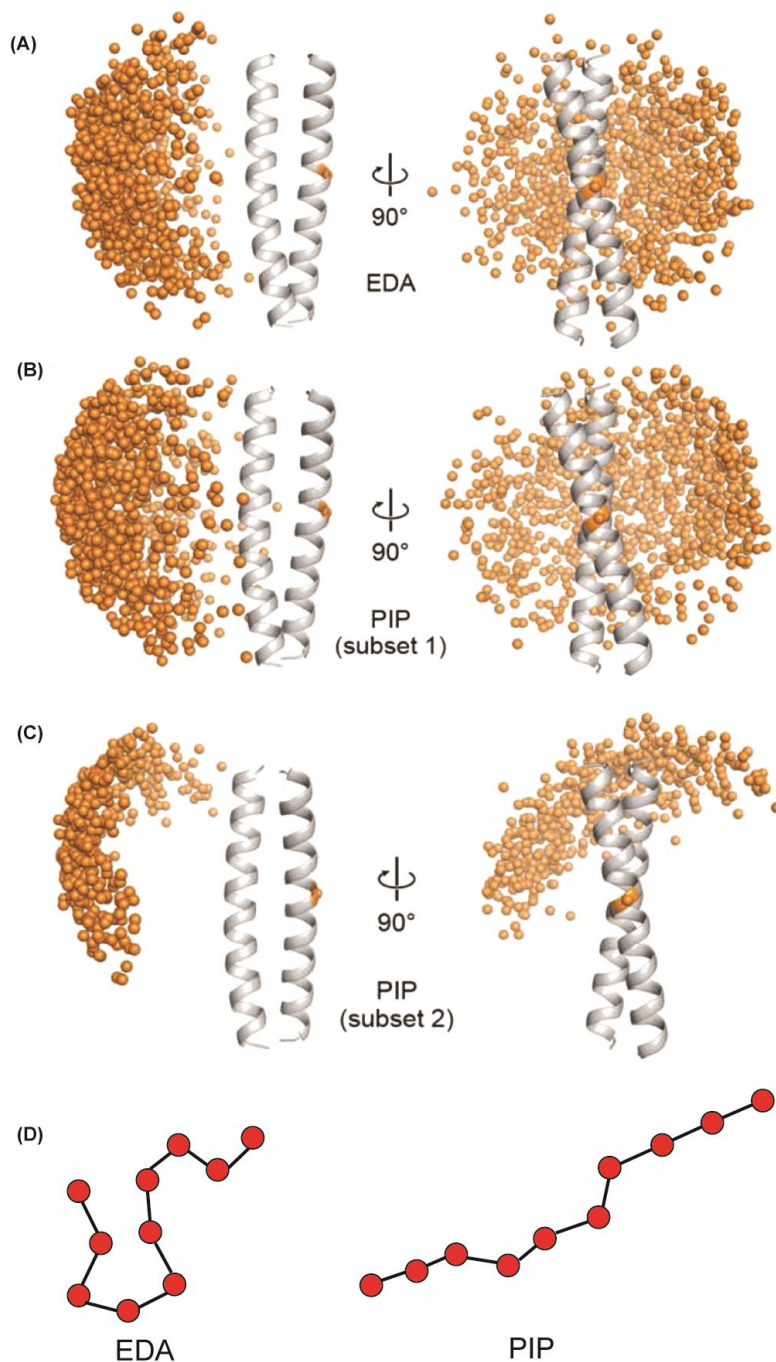 (A)
90°
EDA
(B)
90°
PIP
(subset 1)
(C)
90°
PIP
(subset 2)
(D)
EDA
PIP